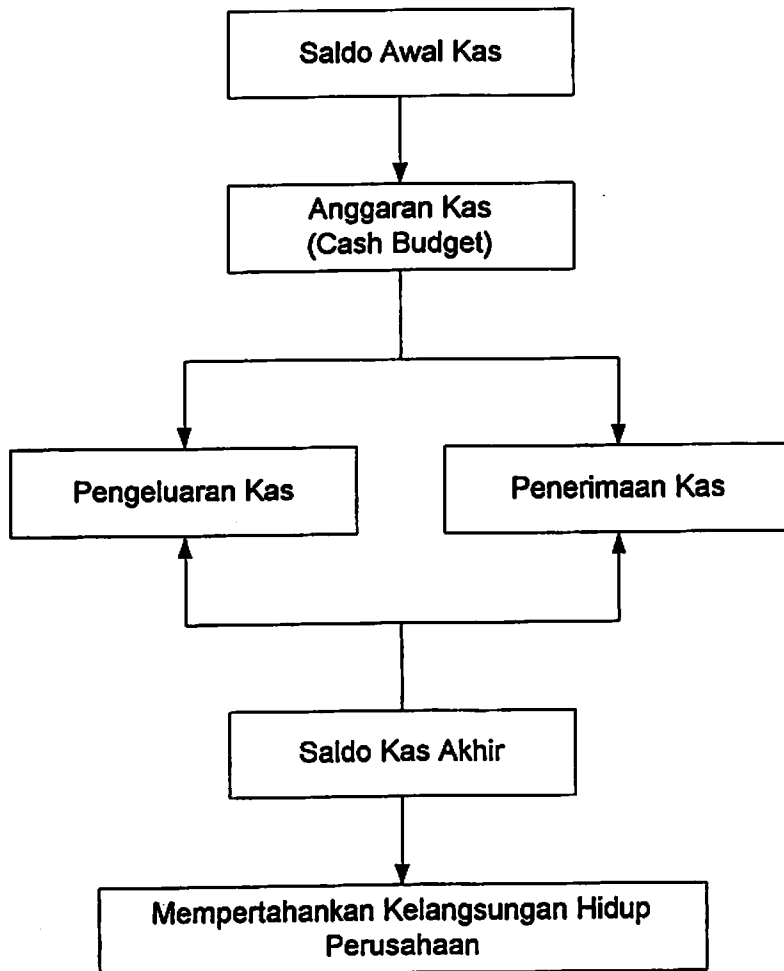 Saldo Awal Kas
Anggaran Kas
(Cash Budget)
Pengeluaran Kas
Penerimaan Kas
Saldo Kas Akhir
Mempertahankan Kelangsungan Hidup
Perusahaan